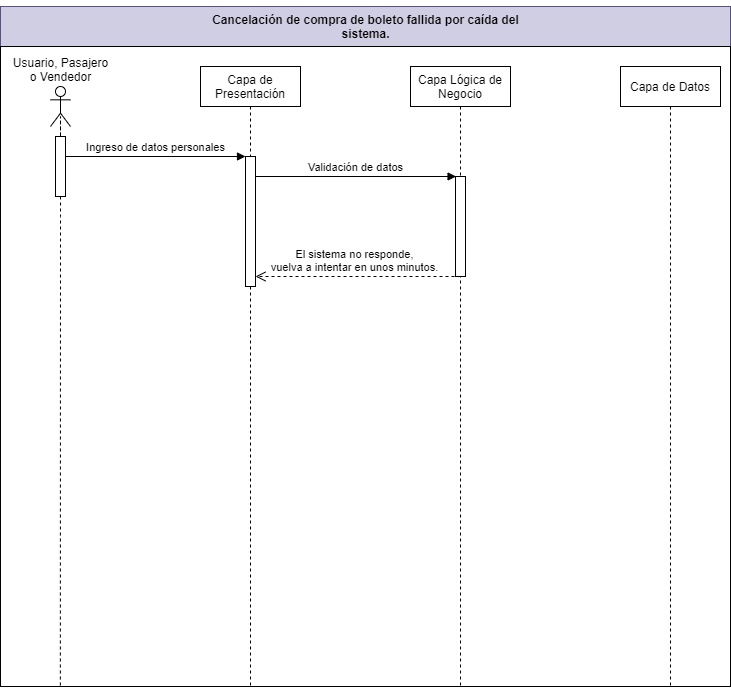 Cancelación de compra de boleto fallida por caída del
sistema.
Usuario, Pasajero
o Vendedor
Capa de
Presentación
Capa Lógica de
Negocio
Capa de Datos
Ingreso de datos personales
Validación de datos
El sistema no responde,
vuelva a intentar en unos minutos.